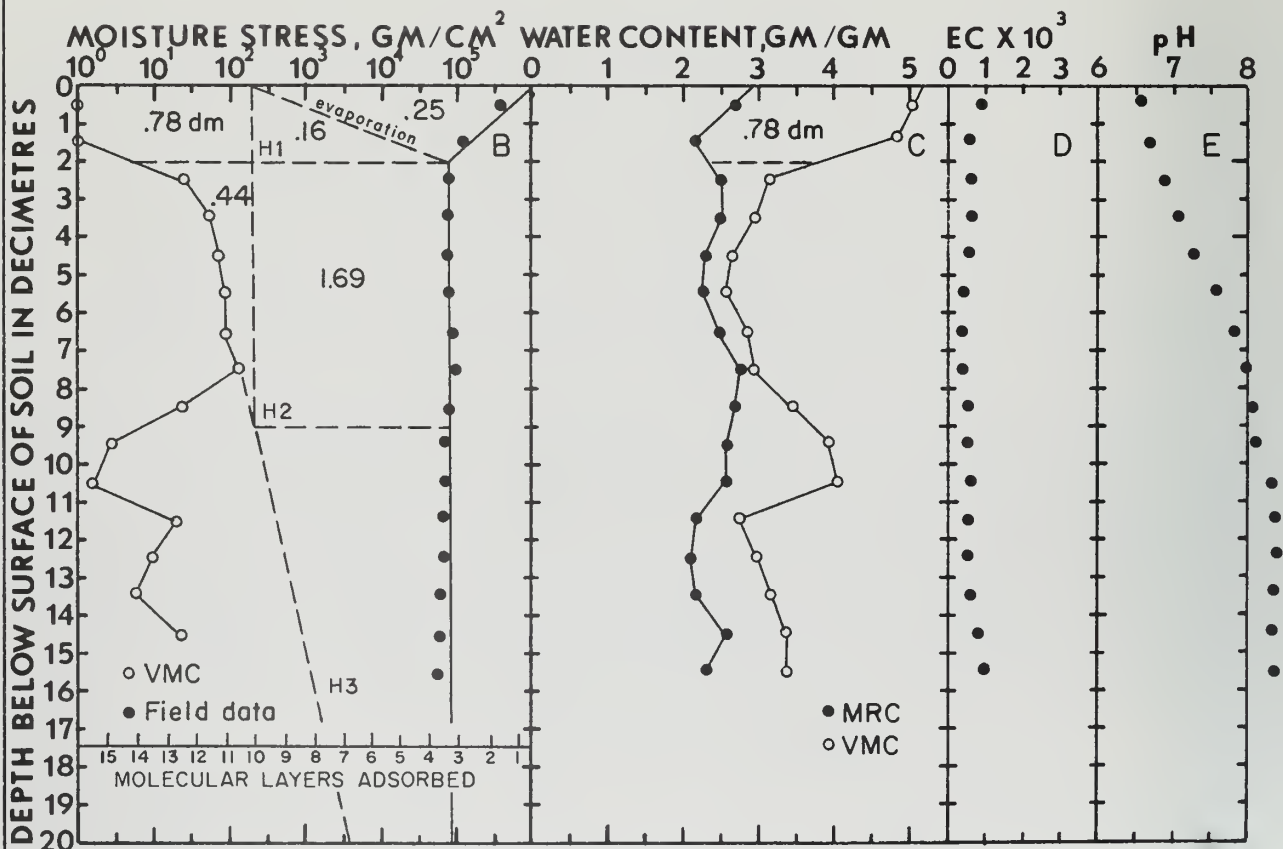 MOISTURE STRESS, GM/CM² WATER CONTENT,GM/GM EC X 10³ pH
10⁰ 10¹ 10² 10³ 10⁴ 10⁵ 0 1 2 3 4 5 0 1 2 3 6 7 8
DEPTH BELOW SURFACE OF SOIL IN DECIMETRES
0
1
2
3
4
5
6
7
8
9
10
11
12
13
14
15
16
17
18
19
20
.78 dm
evaporation
.25
.16
B
H1
.44
1.69
H2
H3
VMC
Field data
15 14 13 12 11 10 9 8 7 6 5 4 3 2 1
MOLECULAR LAYERS ADSORBED
.78 dm
C
MRC
VMC
D
E